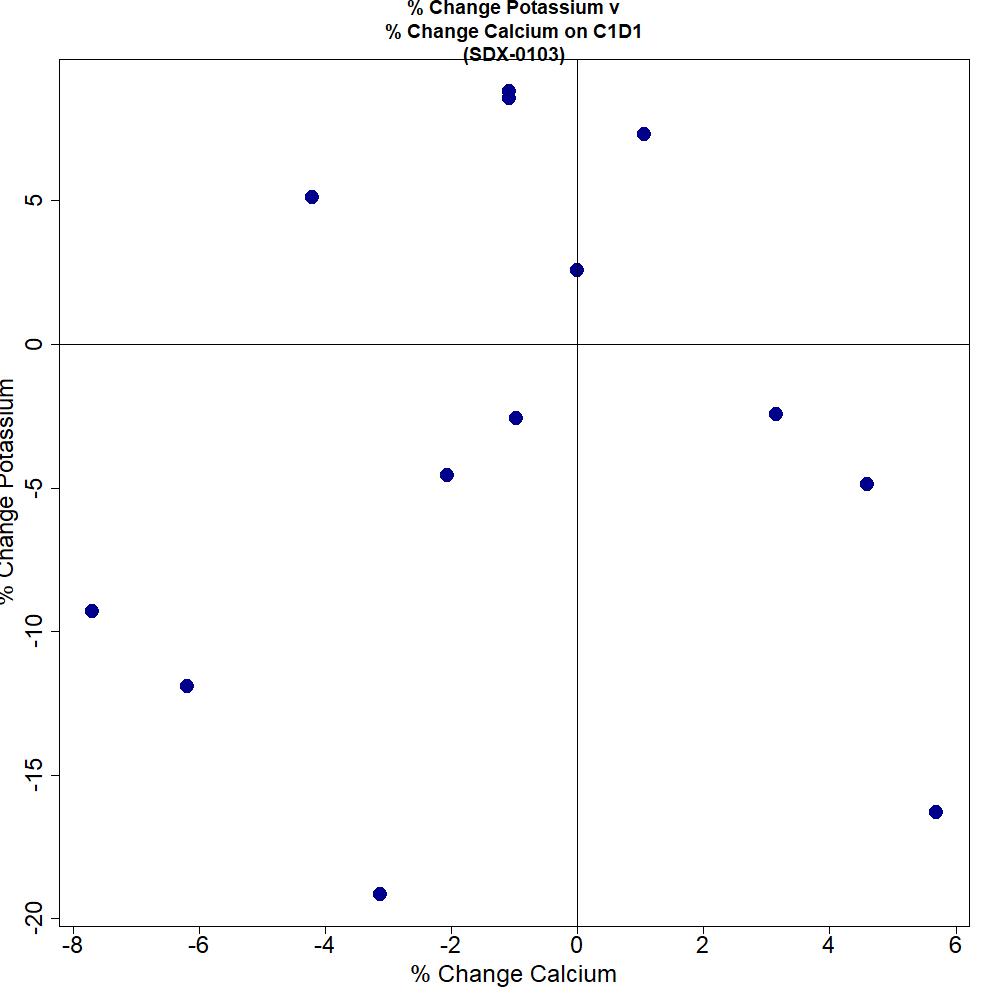 % Change Potassium v
% Change Calcium on C1D1
(SDX-0103)
5
0
-5
-10
-15
-20
% Change Potassium
-8
-6
-4
-2
0
2
4
6
% Change Calcium